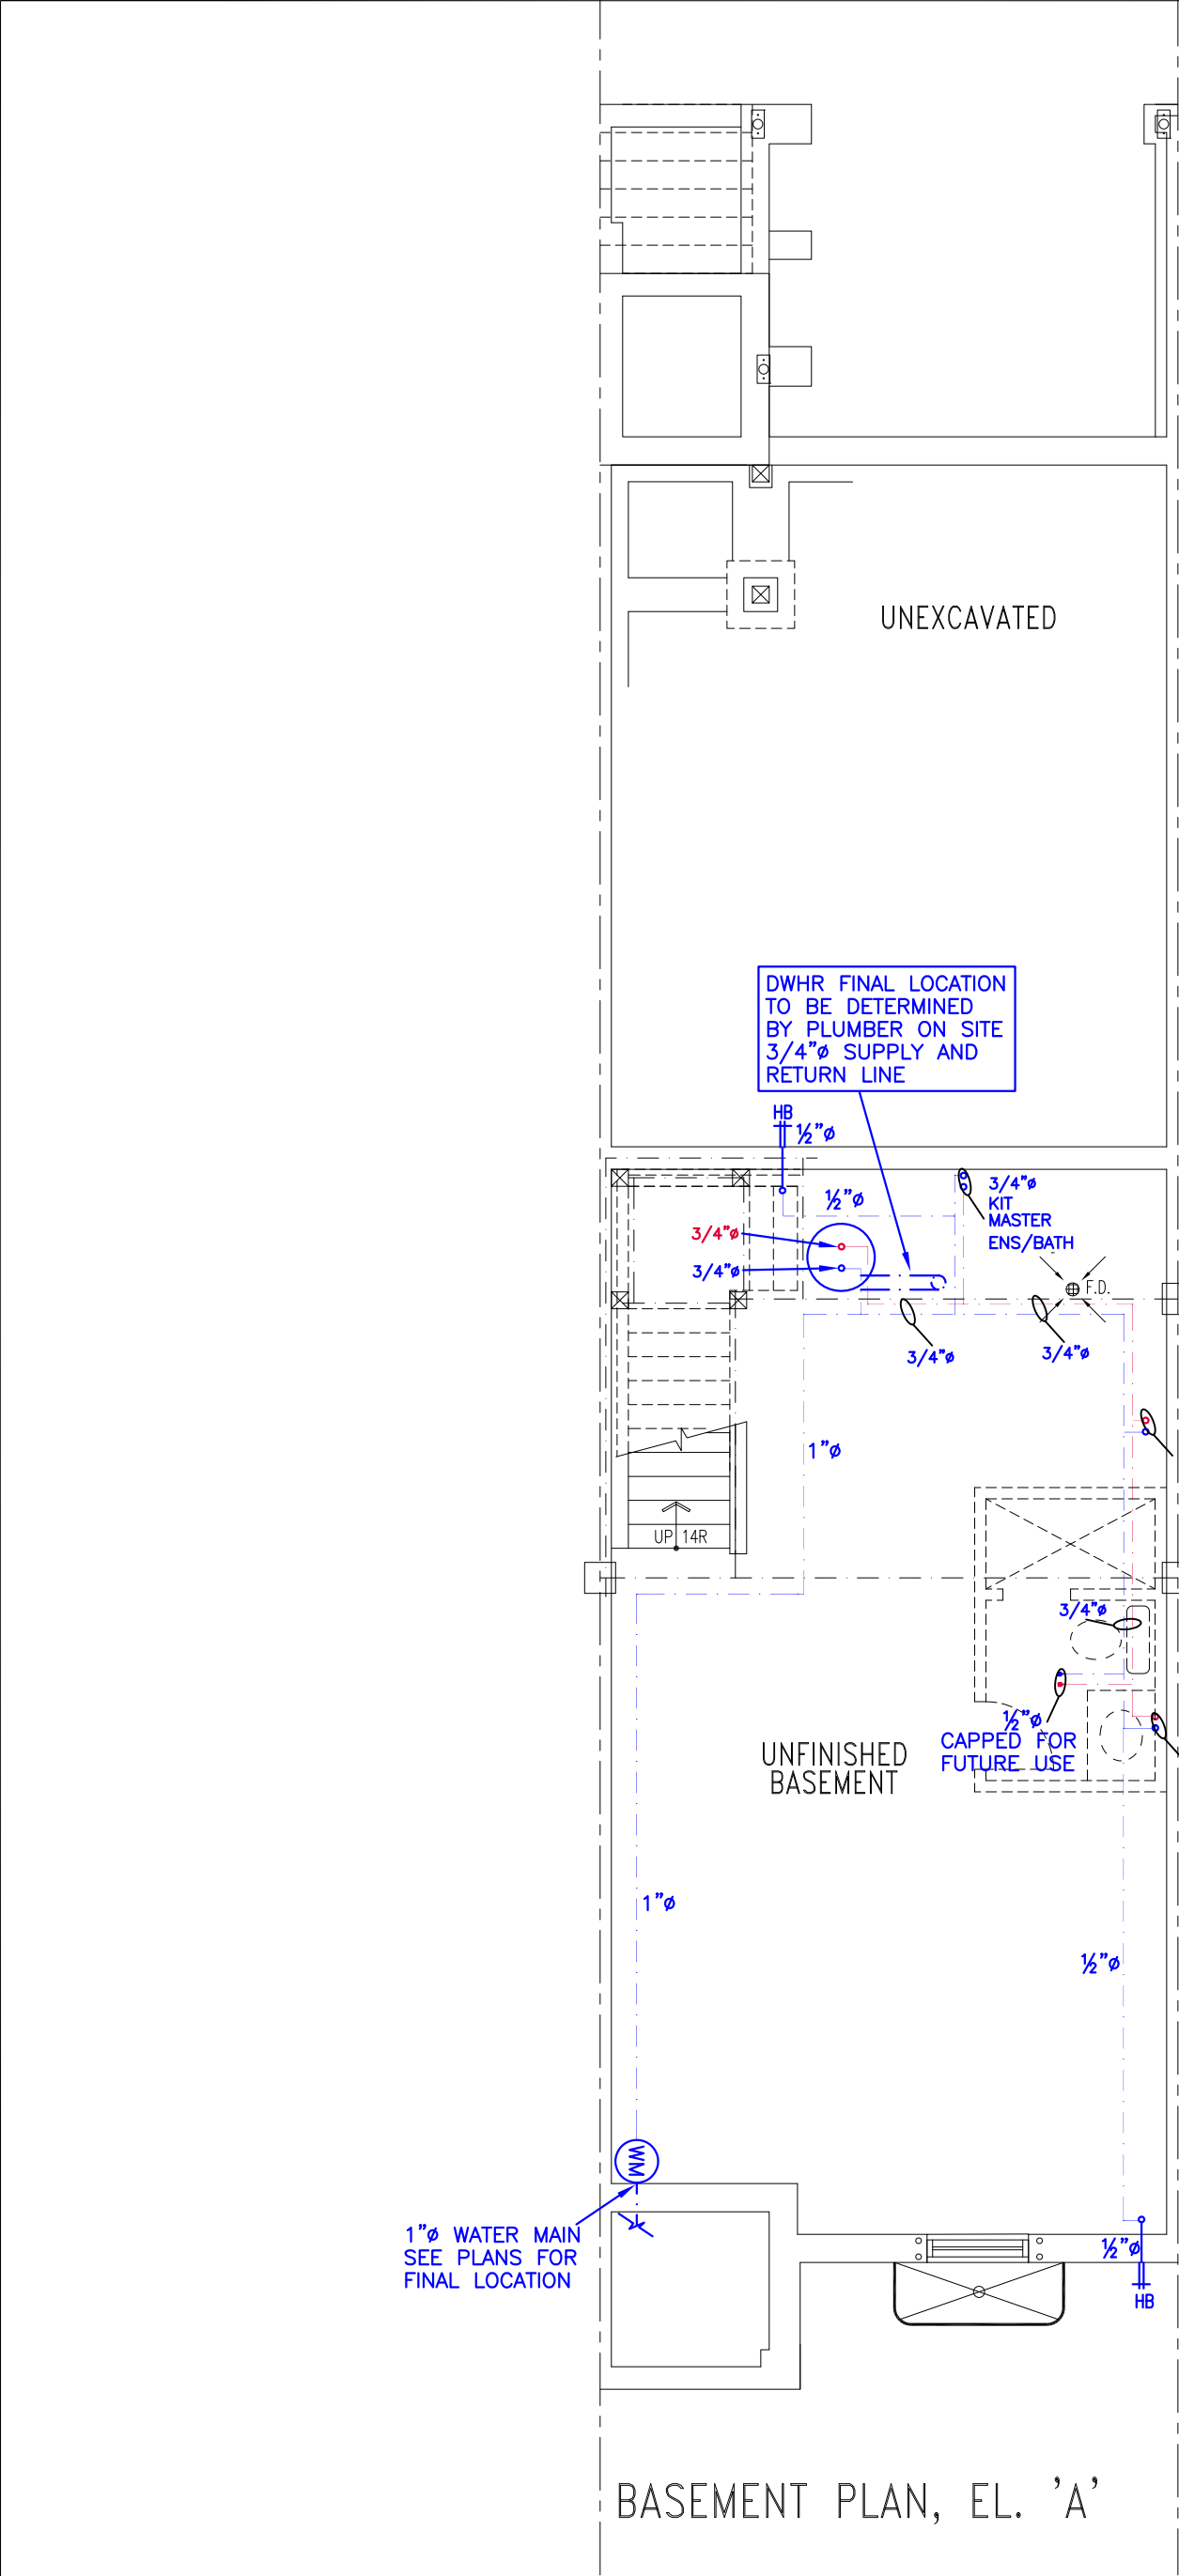 UNEXCAVATED
DWHR FINAL LOCATION
TO BE DETERMINED
BY PLUMBER ON SITE
3/4"ø SUPPLY AND
RETURN LINE
HB
½"ø
½"ø
3/4"ø
KIT
MASTER
ENS/BATH
3/4"ø
3/4"ø
F.D.
3/4"ø
3/4"ø
1"ø
UP 14R
3/4"ø
½"ø
CAPPED FOR
FUTURE USE
UNFINISHED
BASEMENT
1"ø
½"ø
WM
1"ø WATER MAIN
SEE PLANS FOR
FINAL LOCATION
½"ø
HB
BASEMENT PLAN, EL. 'A'